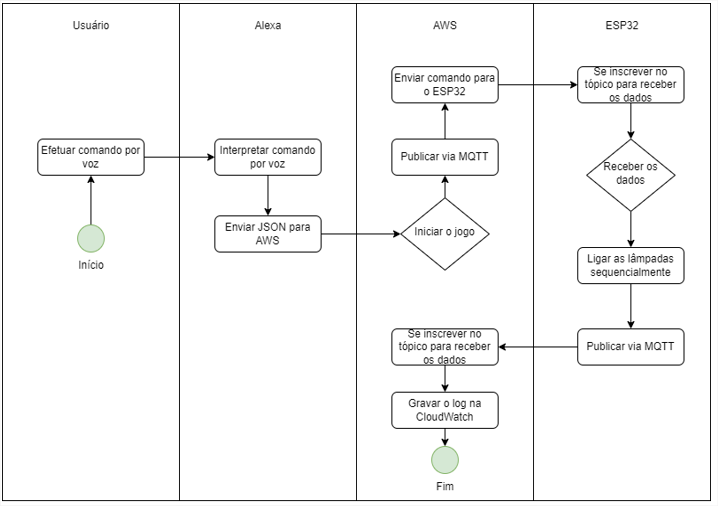 Usuário
Alexa
AWS
ESP32
Efetuar comando por
voz
Início
Interpretar comando
por voz
Enviar JSON para
AWS
Iniciar o jogo
Publicar via MQTT
Enviar comando para
o ESP32
Se inscrever no
tópico para receber
os dados
Receber os
dados
Ligar as lâmpadas
sequencialmente
Publicar via MQTT
Se inscrever no
tópico para receber
os dados
Gravar o log na
CloudWatch
Fim